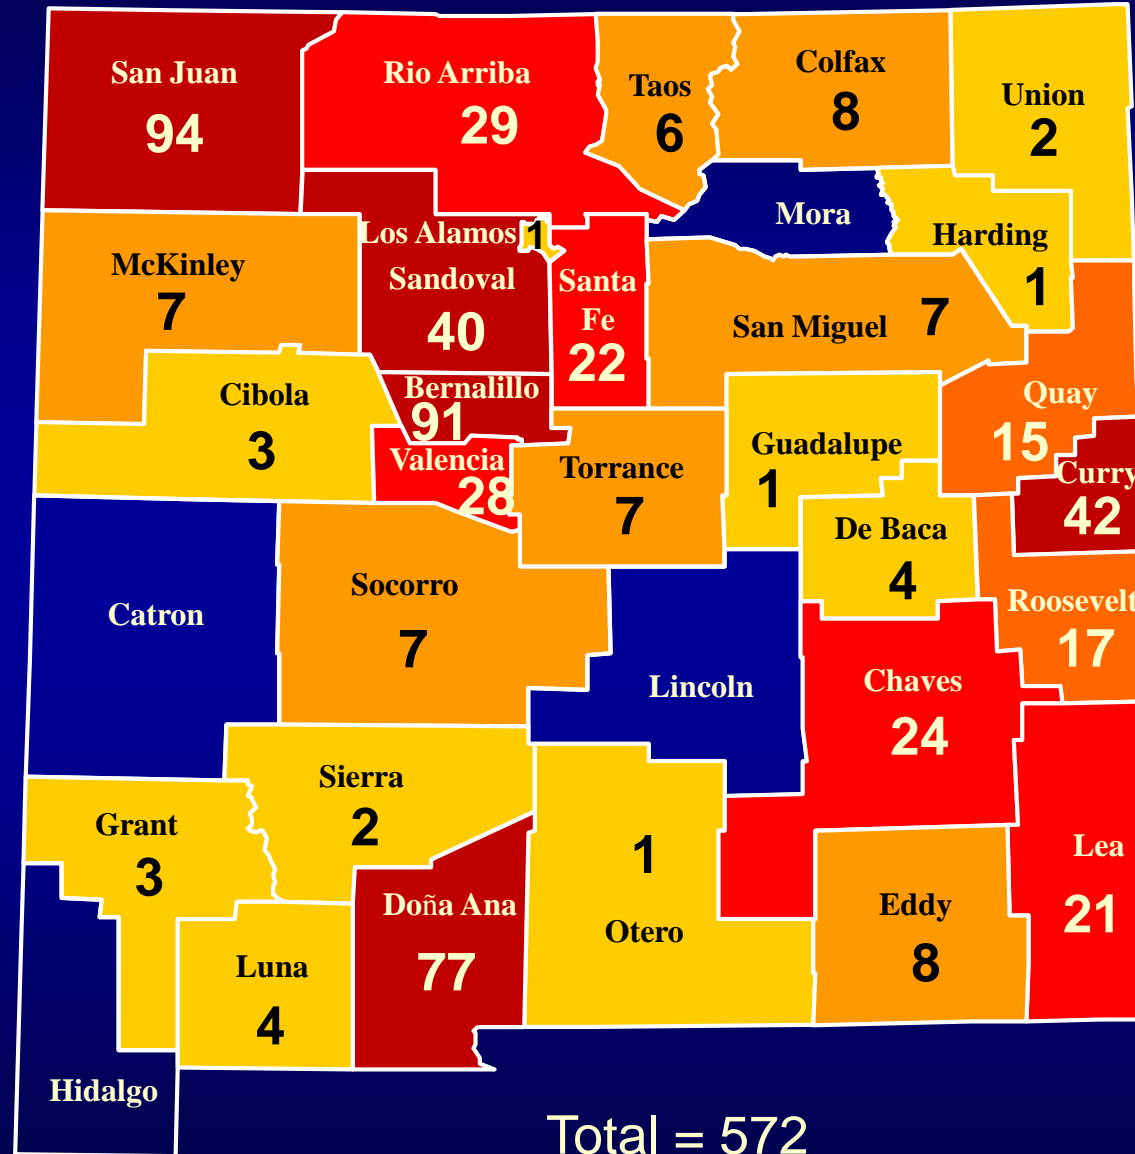 San Juan
94
Rio Arriba
29
Taos
6
Colfax
8
Union
2
Mora
Harding
1
Los Alamos 1
McKinley
7
Sandoval
40
Santa
Fe
22
San Miguel 7
Bernalillo
91
Cibola
3
Quay
15
Guadalupe
1
Valencia
28
Torrance
7
Curry
42
De Baca
4
Catron
Socorro
7
Roosevelt
17
Lincoln
Chaves
24
Sierra
2
Grant
3
1
Otero
Lea
21
Doña Ana
77
Eddy
8
Luna
4
Hidalgo
Total = 572